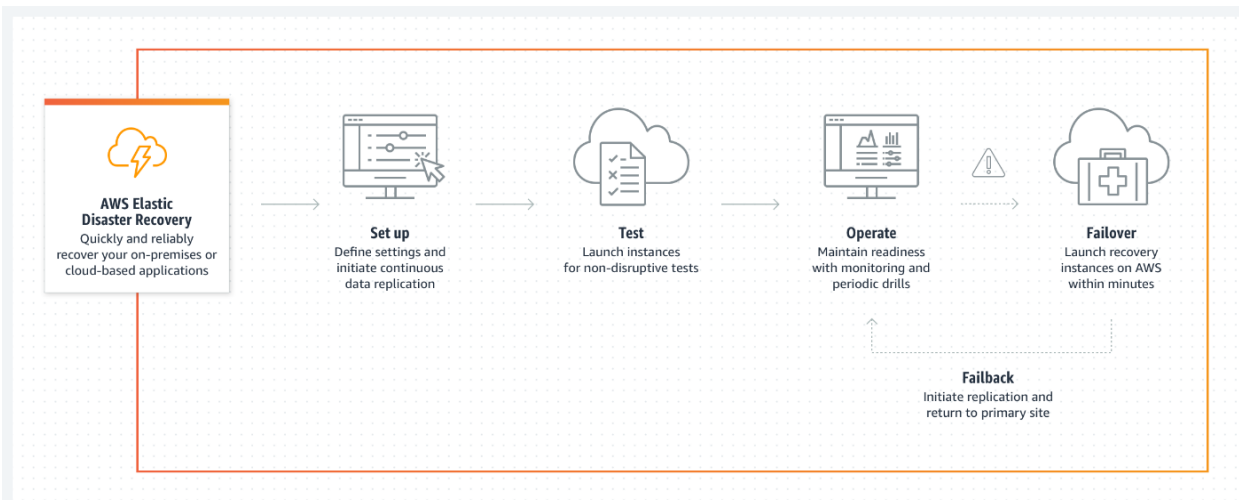 AWS Elastic
Disaster Recovery
Quickly and reliably
recover your on-premises or
cloud-based applications
Set up
Define settings and
initiate continuous
data replication
Test
Launch instances
for non-disruptive tests
Operate
Maintain readiness
with monitoring and
periodic drills
Failover
Launch recovery
instances on AWS
within minutes
Failback
Initiate replication and
return to primary site